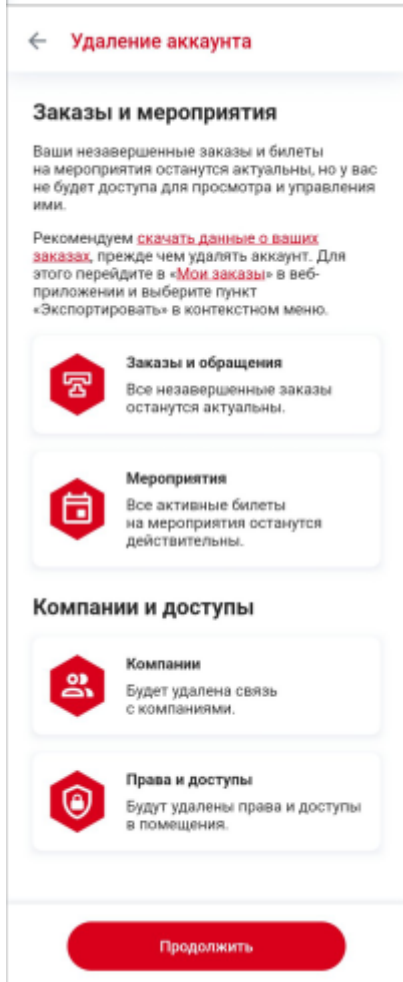 Удаление аккаунта
Заказы и мероприятия
Ваши незавершенные заказы и билеты
на мероприятия останутся актуальны, но у вас
не будет доступа для просмотра и управления
ими.
Рекомендуем скачать данные о ваших
заказах, прежде чем удалять аккаунт. Для
этого перейдите в «Мои заказы» в веб-
приложении и выберите пункт
«Экспортировать» в контекстном меню.
Заказы и обращения
Все незавершенные заказы
останутся актуальны.
Мероприятия
Все активные билеты
на мероприятия останутся
действительны.
Компании и доступы
Компании
Будет удалена связь
с компаниями.
Права и доступы
Будут удалены права и доступы
в помещения.
Продолжить